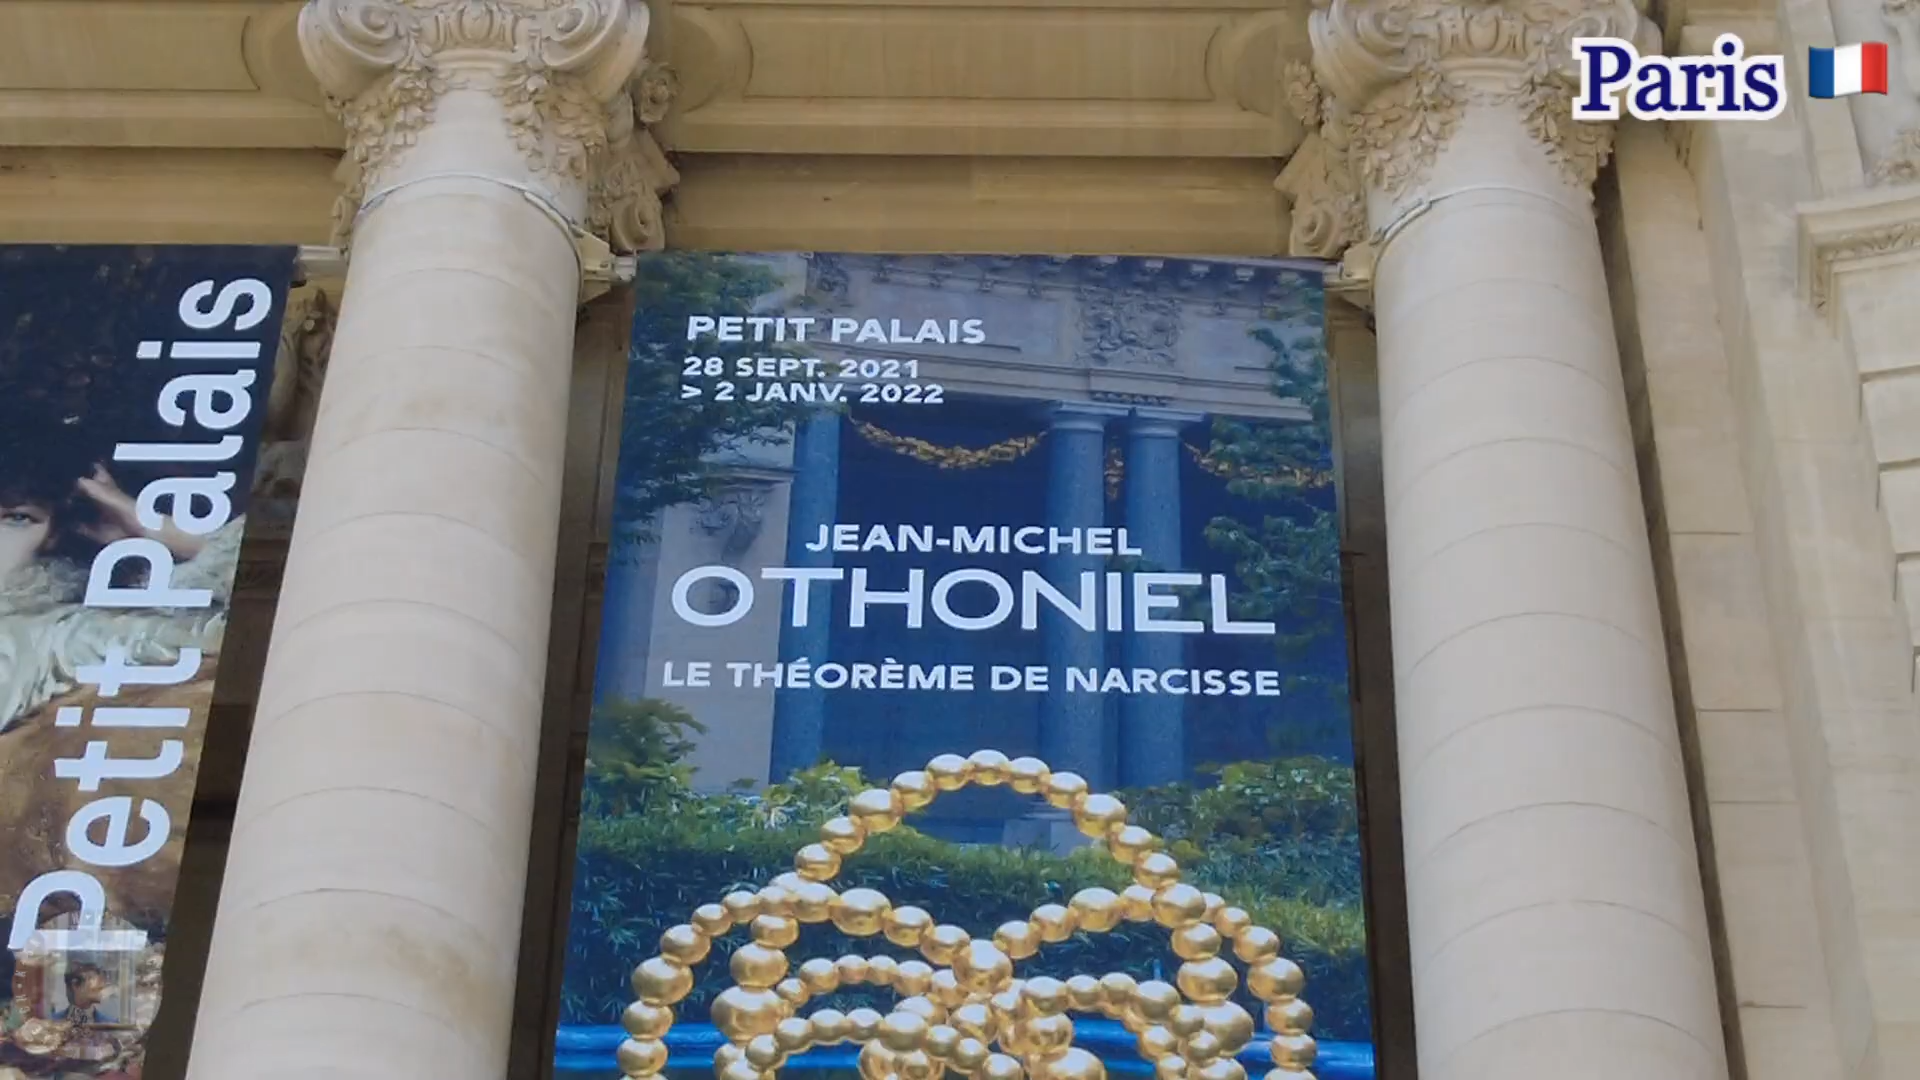 Paris
Petit Palais
PETIT PALAIS
28 SEPT. 2021
> 2 JANV. 2022
JEAN-MICHEL
OTHONIEL
LE THÉORÈME DE NARCISSE